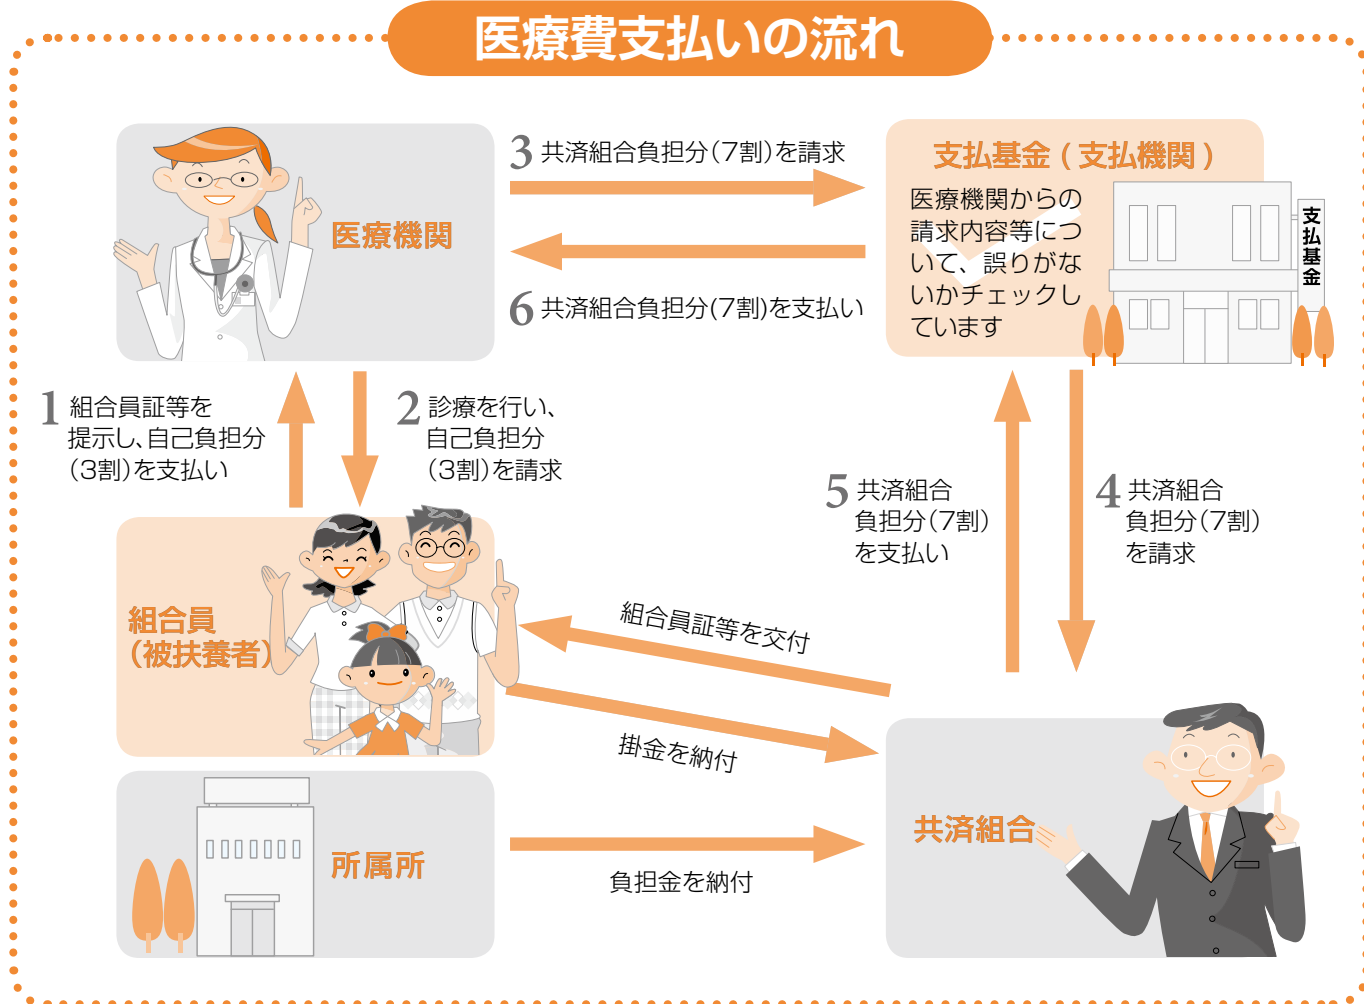 医療費支払いの流れ
3 共済組合負担分(7割)を請求
医療機関
6 共済組合負担分(7割)を支払い
支払基金(支払機関)
医療機関からの
請求内容等につ
いて、誤りがな
いかチェックし
ています
支払基金
1 組合員証等を
提示し、自己負担分
(3割)を支払い
2 診療を行い、
自己負担分
(3割)を請求
5 共済組合
負担分(7割)
を支払い
4 共済組合
負担分(7割)
を請求
組合員
(被扶養者)
組合員証等を交付
掛金を納付
所属所
負担金を納付
共済組合